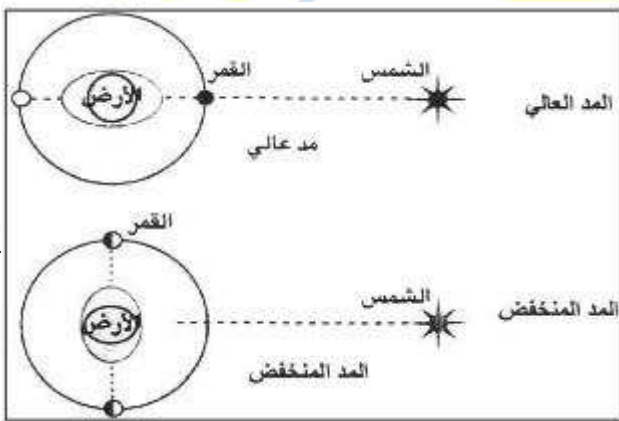 القمر
الشمس
المد العالي
الأرض
مد عالي
القمر
الشمس
المد المنخفض
الأرض
المد المنخفض